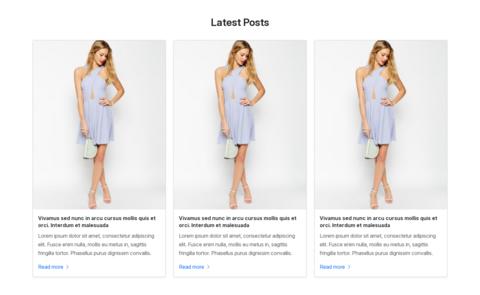 Latest Posts
Vivamus sed nunc in arcu cursus mollis quis et
orci. Interdum et malesuada
Lorem ipsum dolor sit amet, consectetur adipiscing
elit. Fusce enim nulla, mollis eu metus in, sagittis
fringilla tortor. Phasellus purus dignissim convallis.
Read more >
Vivamus sed nunc in arcu cursus mollis quis et
orci. Interdum et malesuada
Lorem ipsum dolor sit amet, consectetur adipiscing
elit. Fusce enim nulla, mollis eu metus in, sagittis
fringilla tortor. Phasellus purus dignissim convallis.
Read more >
Vivamus sed nunc in arcu cursus mollis quis et
orci. Interdum et malesuada
Lorem ipsum dolor sit amet, consectetur adipiscing
elit. Fusce enim nulla, mollis eu metus in, sagittis
fringilla tortor. Phasellus purus dignissim convallis.
Read more >